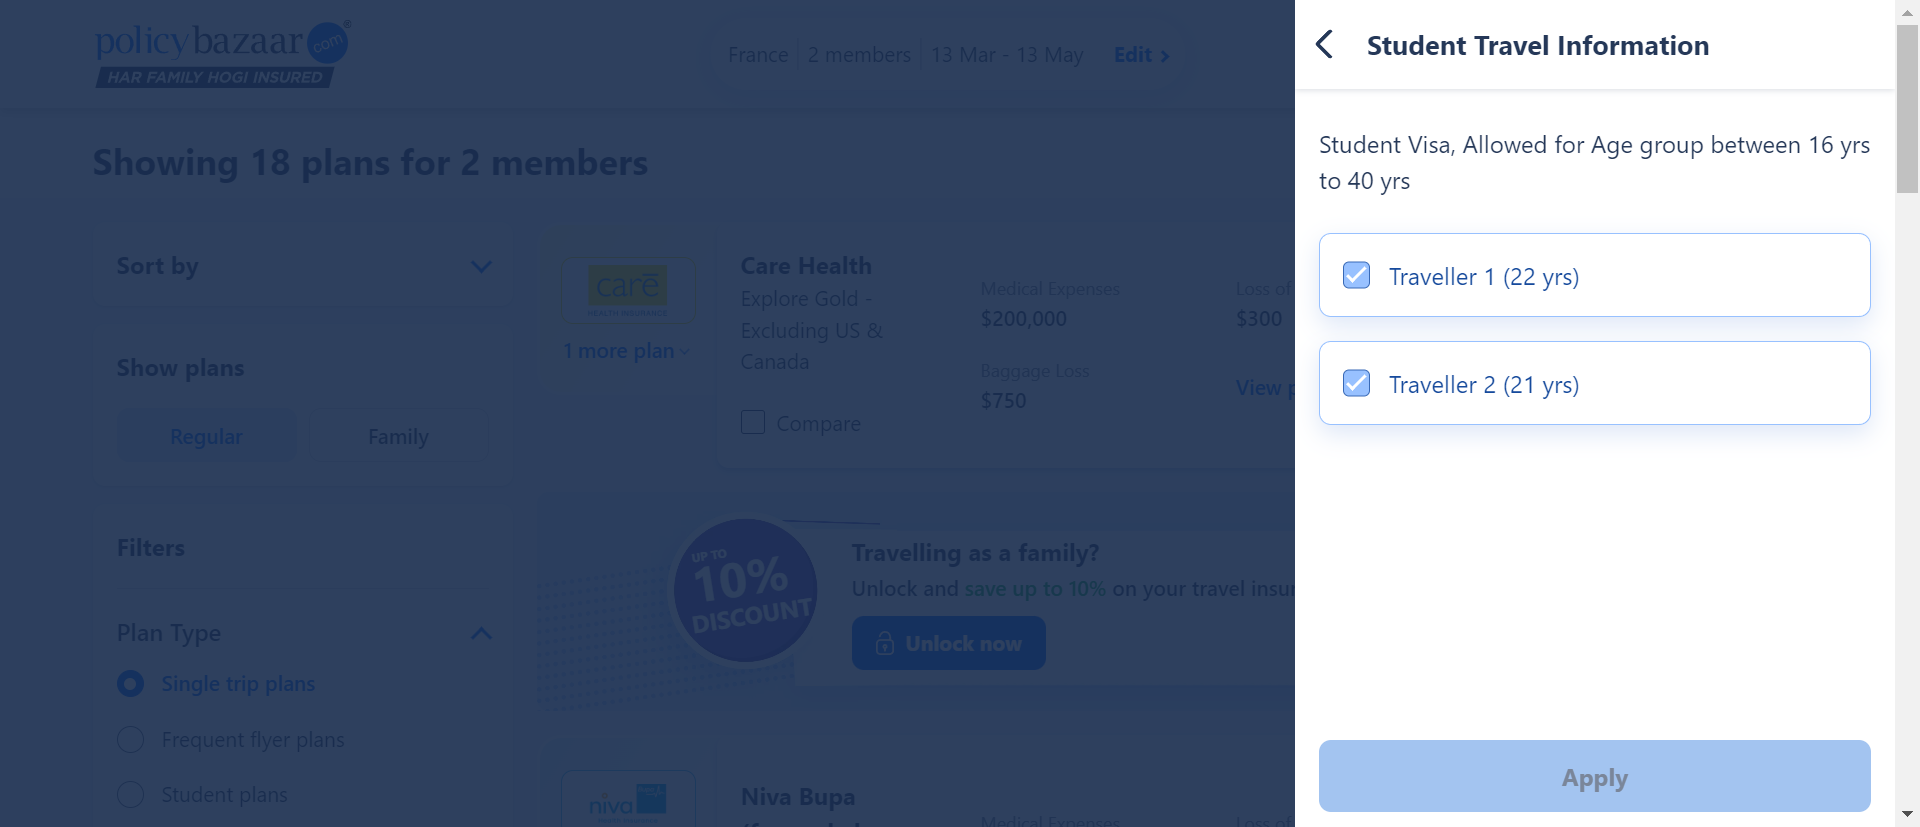 policybazaar.com®
HAR FAMILY HOGI INSURED
France 2 members 13 Mar - 13 May Edit
Showing 18 plans for 2 members
Sort by
Show plans
Regular Family
Filters
Plan Type
Single trip plans
Frequent flyer plans
Student plans
care
HEALTH INSURANCE
1 more plan
Care Health
Explore Gold -
Excluding US &
Canada
Compare
Medical Expenses
$200,000
Baggage Loss
$750
Loss of
$300
View
UP TO
10%
DISCOUNT
Travelling as a family?
Unlock and save up to 10% on your travel
Unlock now
niva
Niva Bupa
Medical Expenses
Loss of
Student Travel Information
Student Visa, Allowed for Age group between 16 yrs
to 40 yrs
Traveller 1 (22 yrs)
Traveller 2 (21 yrs)
Apply